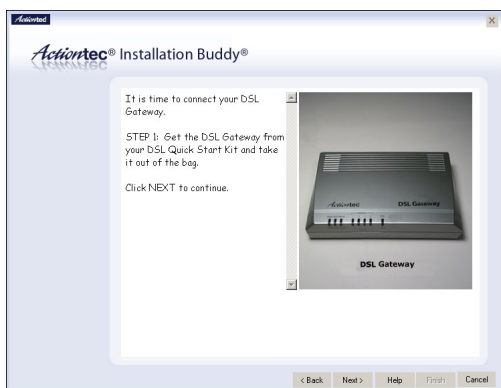 Actiontec
Actiontec® Installation Buddy®
It is time to connect your DSL
Gateway.
STEP 1: Get the DSL Gateway from
your DSL Quick Start Kit and take
it out of the bag.
Click NEXT to continue.
Actiontec DSL Gateway
DSL Gateway
< Back Next > Help Finish Cancel